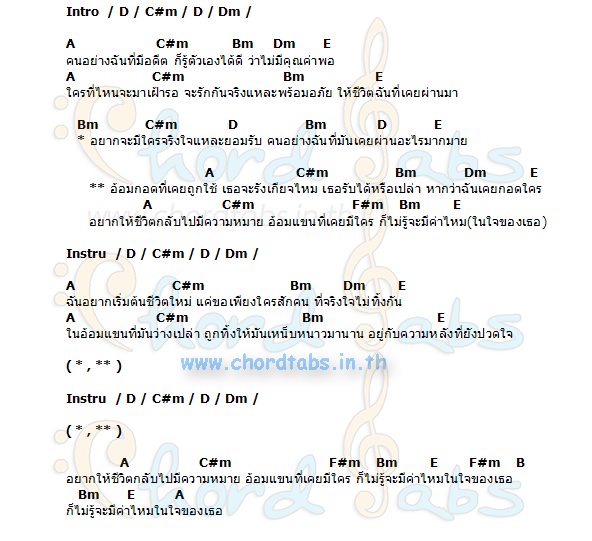 Intro / D / C#m / D / Dm /
A C#m Bm Dm E
คนอย่างฉันที่มีอดีต ก็รู้ตัวเองได้ดี ว่าไม่มีคุณค่าพอ
A C#m Bm E
ใครที่ไหนจะมาเฝ้ารอ จะรักกันจริงแหละพร้อมอภัย ให้ชีวิตฉันที่เคยผ่านมา
Bm C#m D Bm D E
* อยากจะมีใครจริงใจแหละยอมรับ คนอย่างฉันที่มันเคยผ่านอะไรมากมาย
A C#m Bm Dm E
** อ้อมกอดที่เคยถูกใช้ เธอจะรังเกียจไหม เธอรับได้หรือเปล่า หากว่าฉันเคยกอดใคร
A C#m F#m Bm E
อยากให้ชีวิตกลับไปมีความหมาย อ้อมแขนที่เคยมีใคร ก็ไม่รู้จะมีค่าไหม(ในใจของเธอ)
Instru / D / C#m / D / Dm /
A C#m Bm Dm E
ฉันอยากเริ่มต้นชีวิตใหม่ แค่ขอเพียงใครสักคน ที่จริงใจไม่ทิ้งกัน
A C#m Bm E
ในอ้อมแขนที่มันว่างเปล่า ถูกทิ้งให้มันเหน็บหนาวมานาน อยู่กับความหลังที่ยังปวดใจ
( * , ** )
www.chordtabs.in.th
Instru / D / C#m / D / Dm /
( * , ** )
A C#m F#m Bm E F#m B
อยากให้ชีวิตกลับไปมีความหมาย อ้อมแขนที่เคยมีใคร ก็ไม่รู้จะมีค่าไหมในใจของเธอ
Bm E A
ก็ไม่รู้จะมีค่าไหมในใจของเธอ